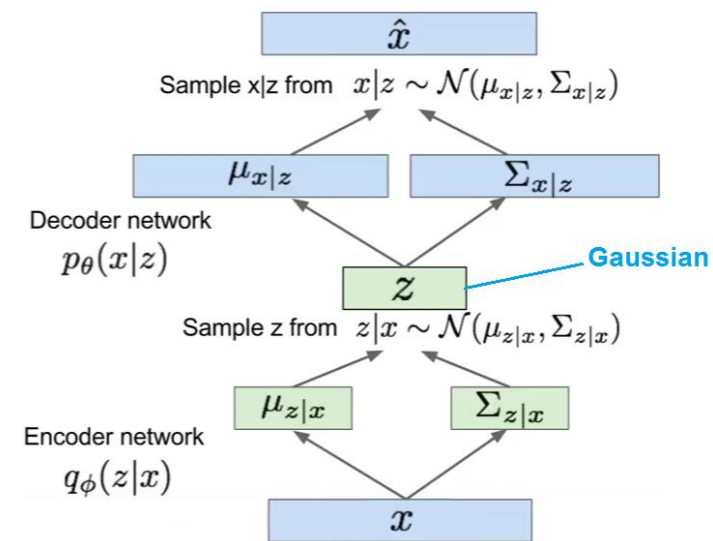 x̂
Sample x|z from x|z ∼ 𝒩(μ_{x|z}, Σ_{x|z})
μ_{x|z} Σ_{x|z}
Decoder network
p_θ(x|z)
Gaussian
z
Sample z from z|x ∼ 𝒩(μ_{z|x}, Σ_{z|x})
μ_{z|x} Σ_{z|x}
Encoder network
q_ϕ(z|x)
x